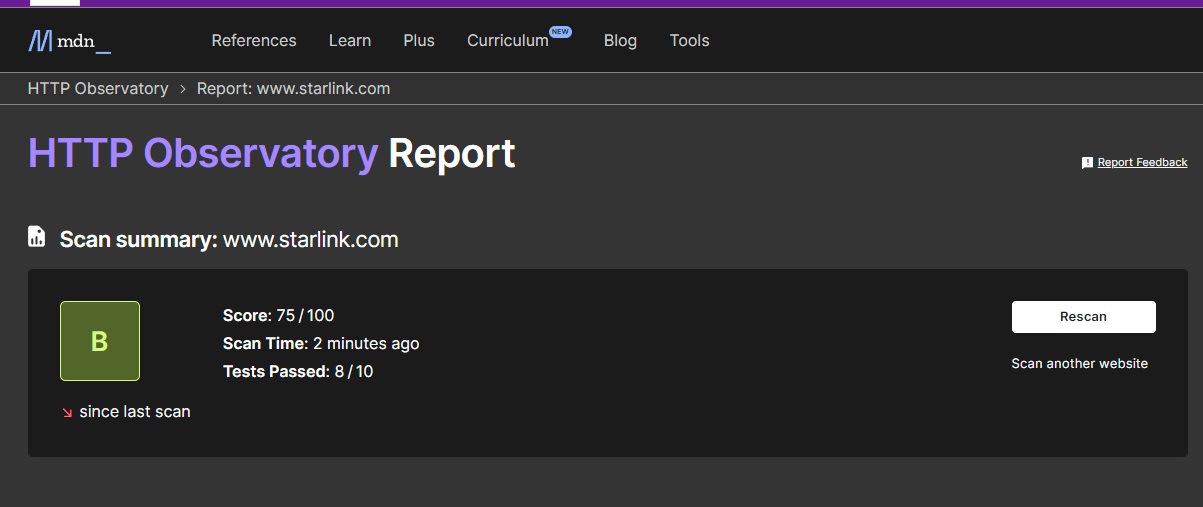 mdn_
References Learn Plus Curriculum NEW Blog Tools
HTTP Observatory > Report: www.starlink.com
HTTP Observatory Report
Report Feedback
Scan summary: www.starlink.com
B
Score: 75 / 100
Scan Time: 2 minutes ago
Tests Passed: 8 / 10
since last scan
Rescan
Scan another website